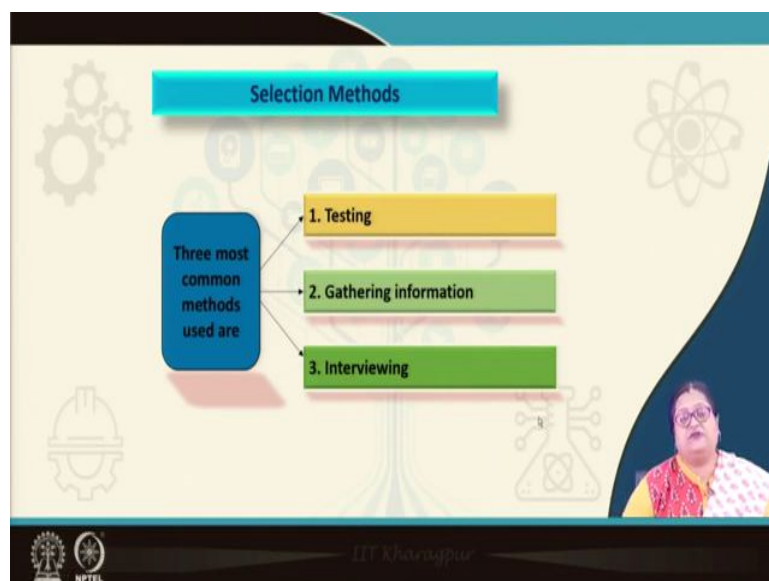 Selection Methods
Three most
common
methods
used are
1. Testing
2. Gathering information
3. Interviewing
IIT Kharagpur
NPTEL